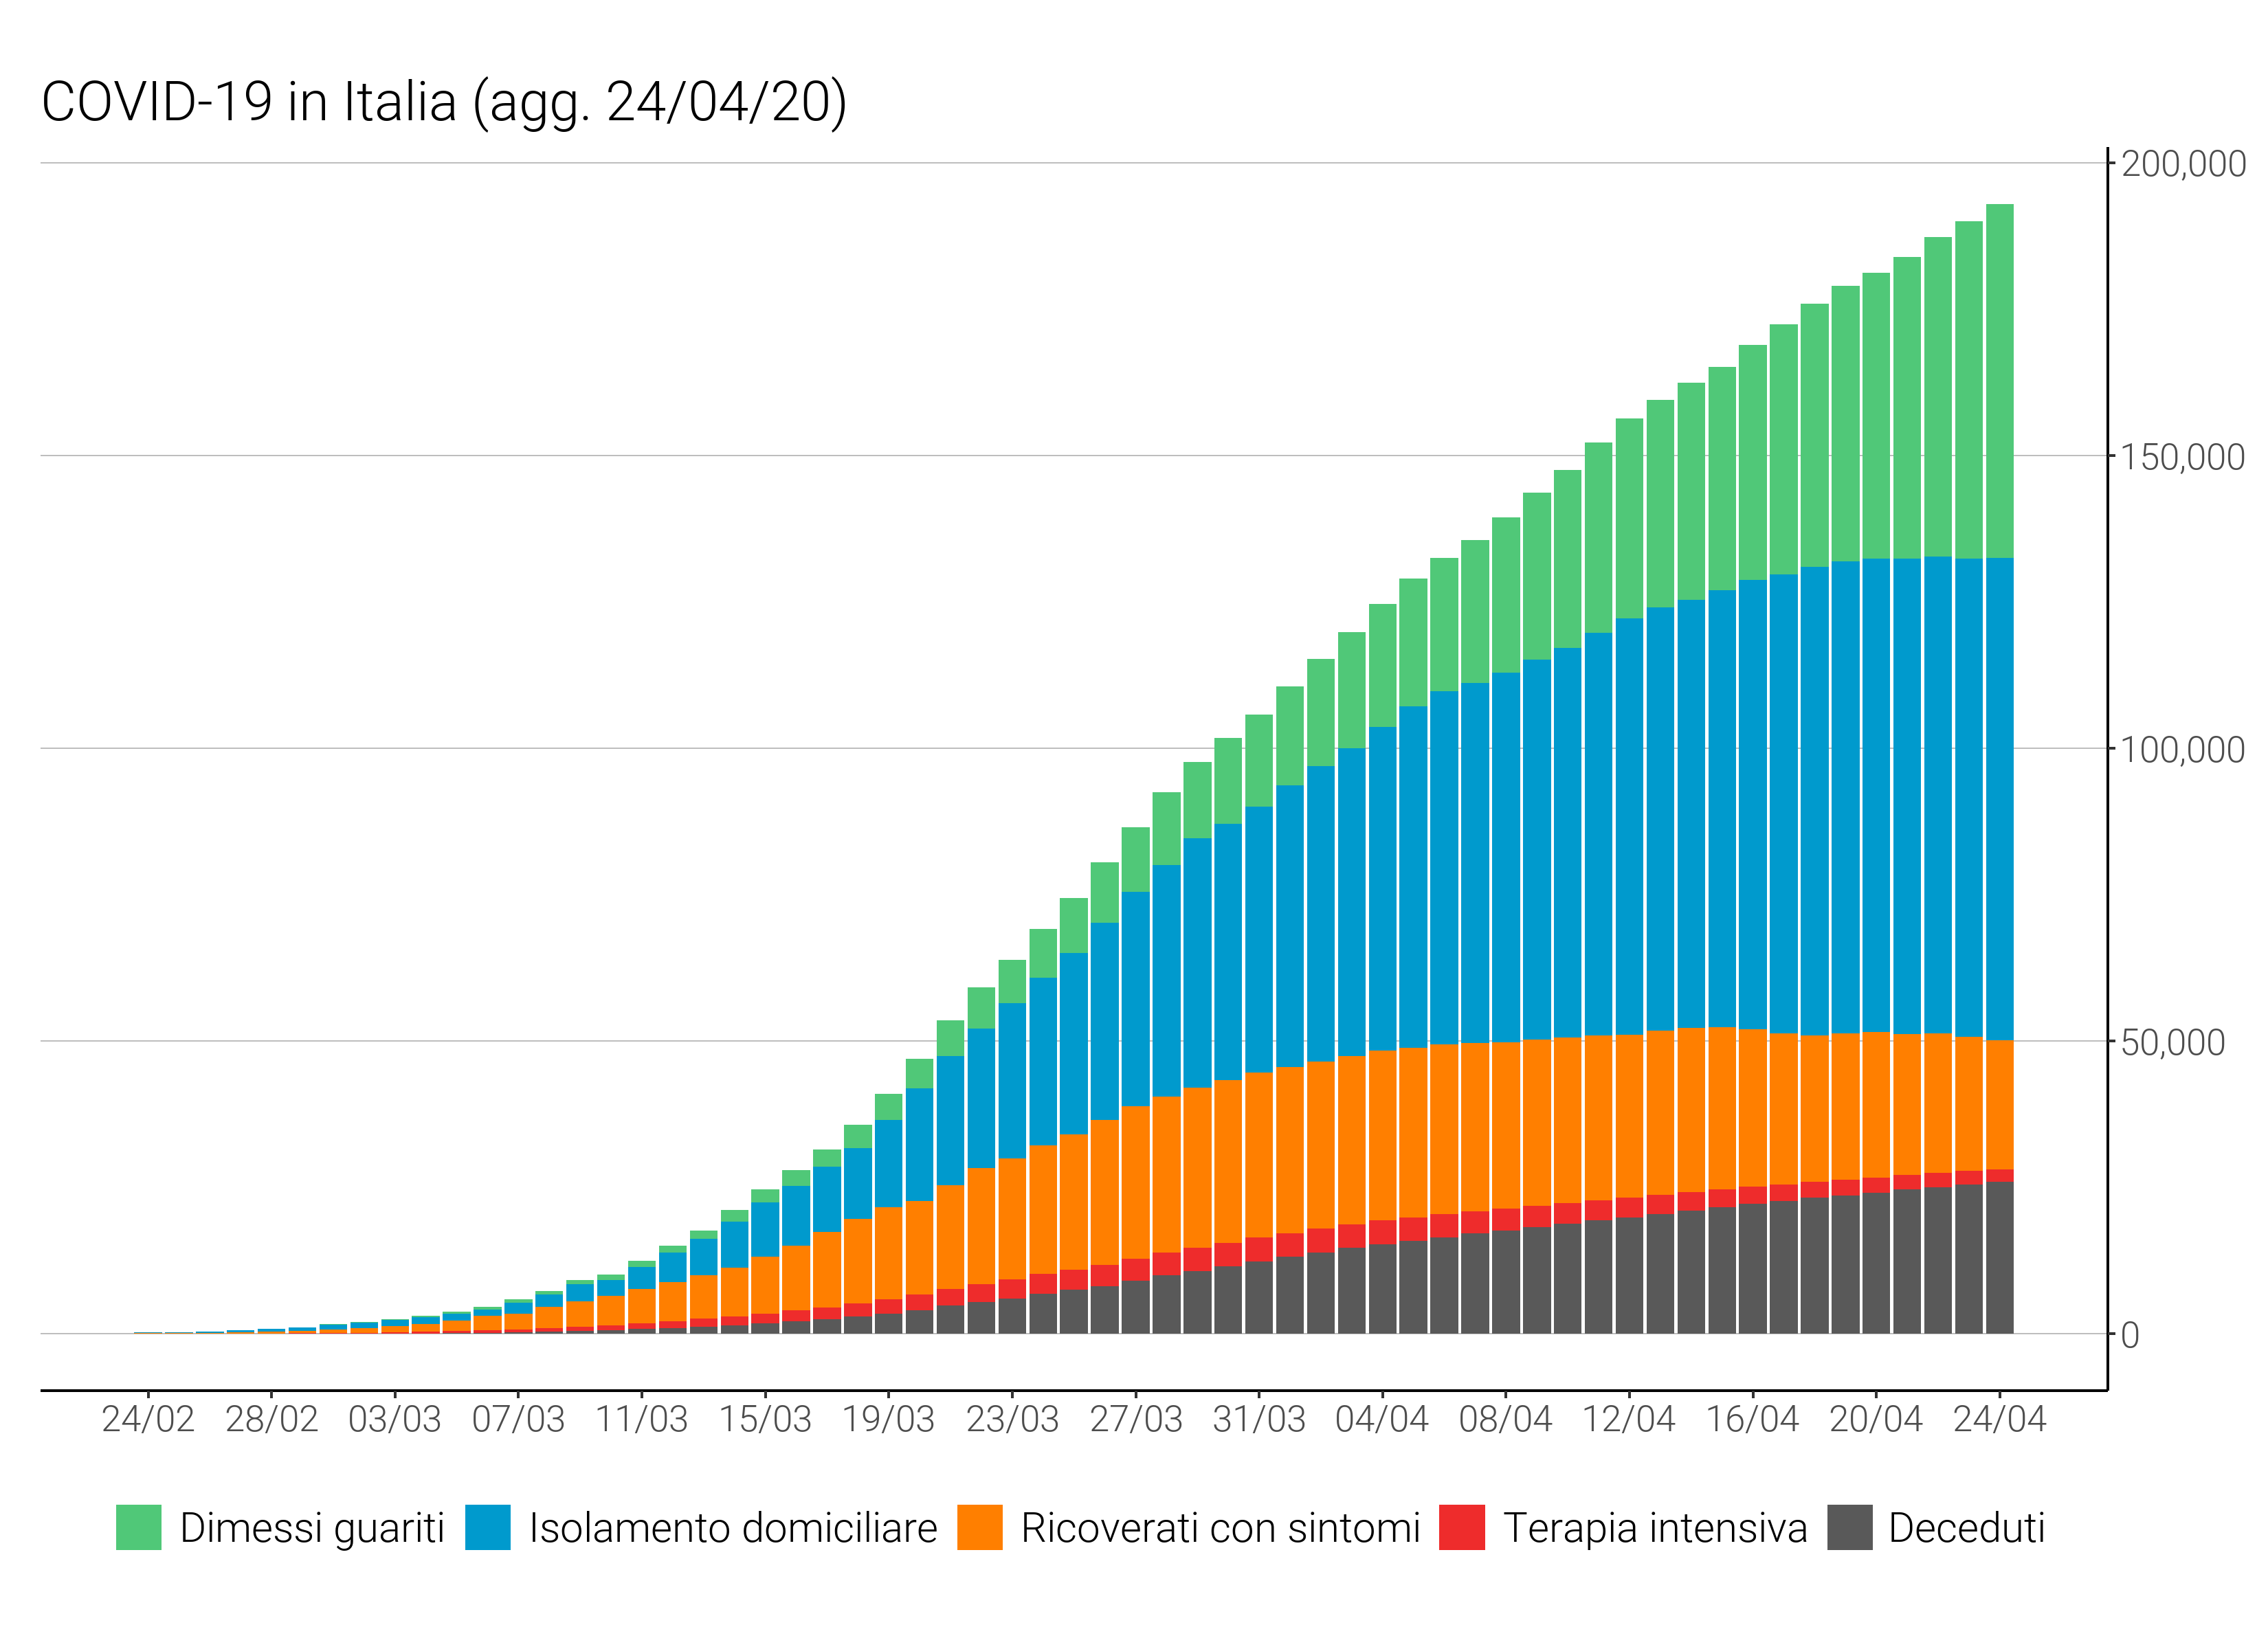 COVID-19 in Italia (agg. 24/04/20)
200,000
150,000
100,000
50,000
0
24/02 28/02 03/03 07/03 11/03 15/03 19/03 23/03 27/03 31/03 04/04 08/04 12/04 16/04 20/04 24/04
Dimessi guariti Isolamento domiciliare Ricoverati con sintomi Terapia intensiva Deceduti